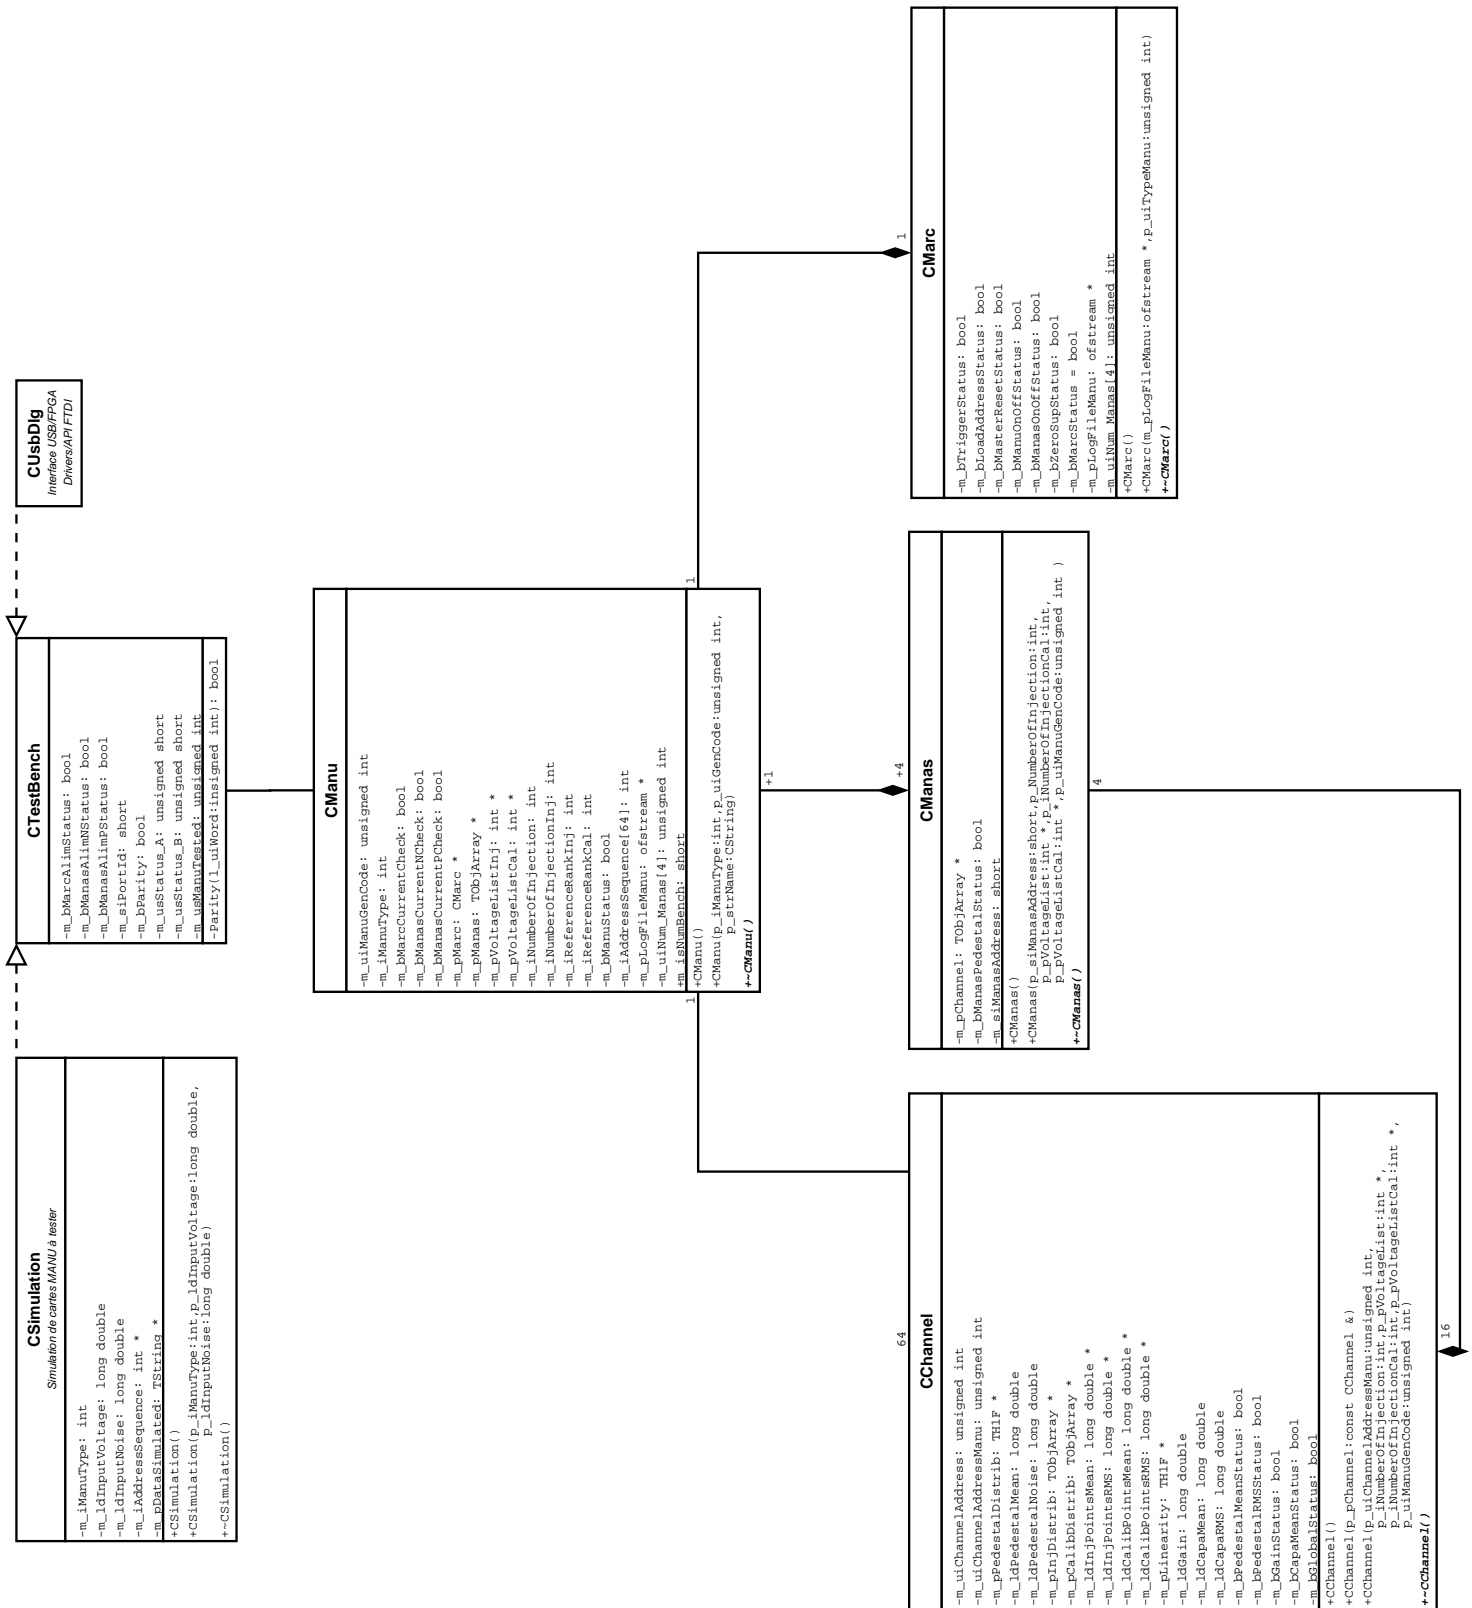 CSimulation
Simulation de cartes MANU à tester
-m_iManuType: int
-m_ldInputVoltage: long double
-m_ldInputNoise: long double
-m_iAddressSequence: int *
-m_pDataSimulated: TString *
+CSimulation()
+CSimulation(p_iManuType:int,p_ldInputVoltage:long double,
p_ldInputNoise:long double)
+~CSimulation()
CTestBench
-m_bMarcAlimStatus: bool
-m_bManasAlimNStatus: bool
-m_bManasAlimPStatus: bool
-m_siPortId: short
-m_bParity: bool
-m_usStatus_A: unsigned short
-m_usStatus_B: unsigned short
-m_usManuTested: unsigned int
-Parity(l_uiWord:insigned int): bool
CUsbDlg
Interface USB/FPGA
Drivers/API FTDI
CManu
-m_uiManuGenCode: unsigned int
-m_iManuType: int
-m_bMarcCurrentCheck: bool
-m_bManasCurrentNCheck: bool
-m_bManasCurrentPCheck: bool
-m_pMarc: CMarc *
-m_pManas: TObjArray *
-m_pVoltageListInj: int *
-m_pVoltageListCal: int *
-m_iNumberOfInjection: int
-m_iNumberOfInjectionInj: int
-m_iReferenceRankInj: int
-m_iReferenceRankCal: int
-m_bManuStatus: bool
-m_iAddressSequence[64]: int
-m_pLogFileManu: ofstream *
-m_uiNum_Manas[4]: unsigned int
+m_isNumBench: short
+CManu()
+CManu(p_iManuType:int,p_uiGenCode:unsigned int,
p_strName:CString)
+~CManu()
1
1
+1
64
+4
1
CChannel
-m_uiChannelAddress: unsigned int
-m_uiChannelAddressManu: unsigned int
-m_pPedestalDistrib: TH1F *
-m_ldPedestalMean: long double
-m_ldPedestalNoise: long double
-m_pInjDistrib: TObjArray *
-m_pCalibDistrib: TObjArray *
-m_ldInjPointsMean: long double *
-m_ldInjPointsRMS: long double *
-m_ldCalibPointsMean: long double *
-m_ldCalibPointsRMS: long double *
-m_pLinearity: TH1F *
-m_ldGain: long double
-m_ldCapaMean: long double
-m_ldCapaRMS: long double
-m_bPedestalMeanStatus: bool
-m_bPedestalRMSStatus: bool
-m_bGainStatus: bool
-m_bCapaMeanStatus: bool
-m_bGlobalStatus: bool
+CChannel()
+CChannel(p_pChannel:const CChannel &)
+CChannel(p_uiChannelAddressManu:unsigned int,
p_iNumberOfInjection:int,p_pVoltageList:int *,
p_iNumberOfInjectionCal:int,p_pVoltageListCal:int *,
p_uiManuGenCode:unsigned int)
+~CChannel()
16
CManas
-m_pChannel: TObjArray *
-m_bManasPedestalStatus: bool
-m_siManasAddress: short
+CManas()
+CManas(p_siManasAddress:short,p_NumberOfInjection:int,
p_pVoltageList:int *,p_iNumberOfInjectionCal:int,
p_pVoltageListCal:int *,p_uiManuGenCode:unsigned int )
+~CManas()
4
CMarc
-m_bTriggerStatus: bool
-m_bLoadAddressStatus: bool
-m_bMasterResetStatus: bool
-m_bManuOnOffStatus: bool
-m_bManasOnOffStatus: bool
-m_bZeroSupStatus: bool
-m_bMarcStatus = bool
-m_pLogFileManu: ofstream *
-m_uiNum_Manas[4]: unsigned int
+CMarc()
+CMarc(m_pLogFileManu:ofstream *,p_uiTypeManu:unsigned int)
+~CMarc()